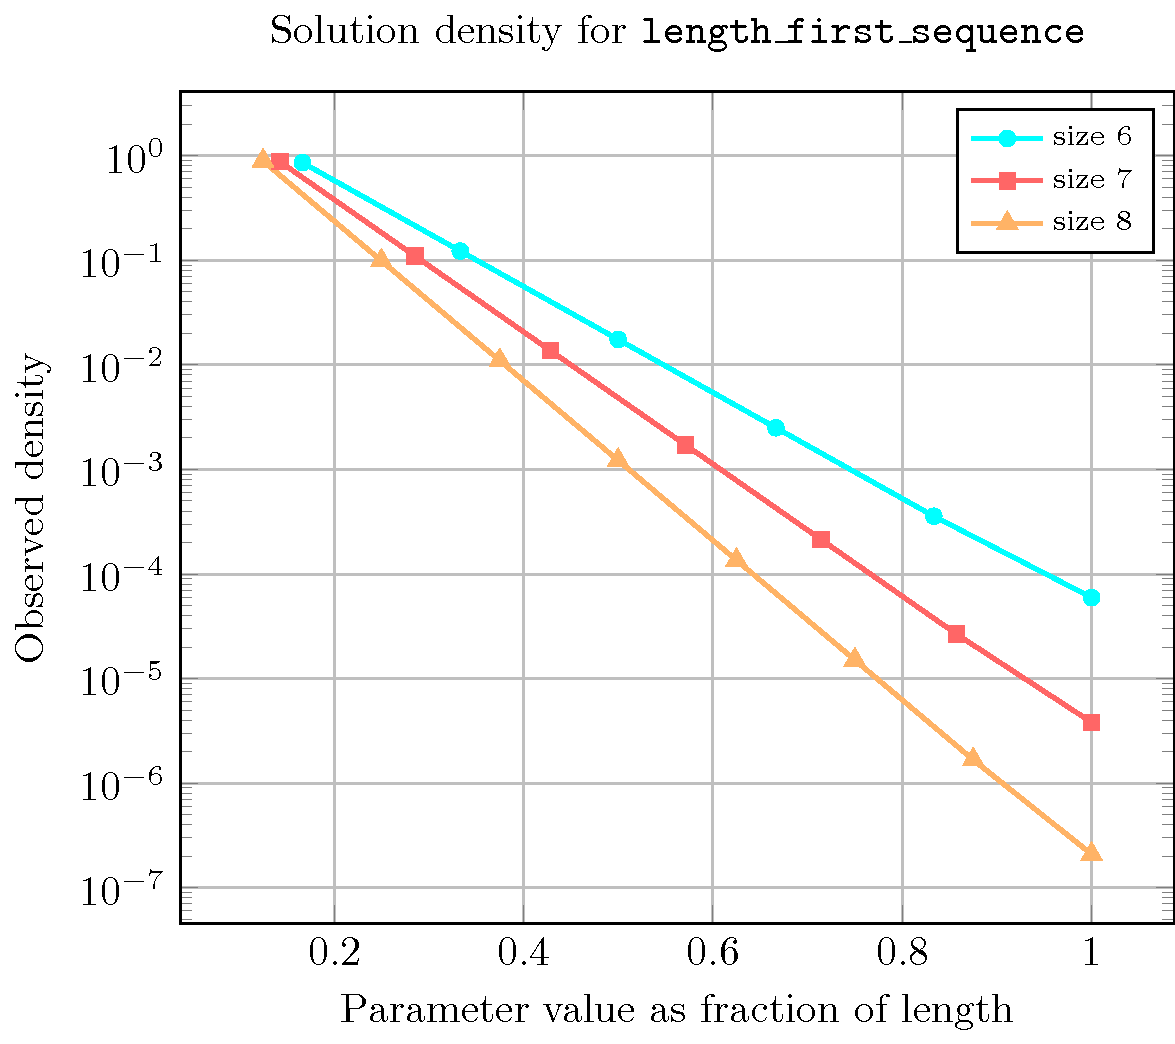 Solution density for length_first_sequence
size 6
size 7
size 8
10⁰
10⁻¹
10⁻²
10⁻³
10⁻⁴
10⁻⁵
10⁻⁶
10⁻⁷
Observed density
0.2 0.4 0.6 0.8 1
Parameter value as fraction of length